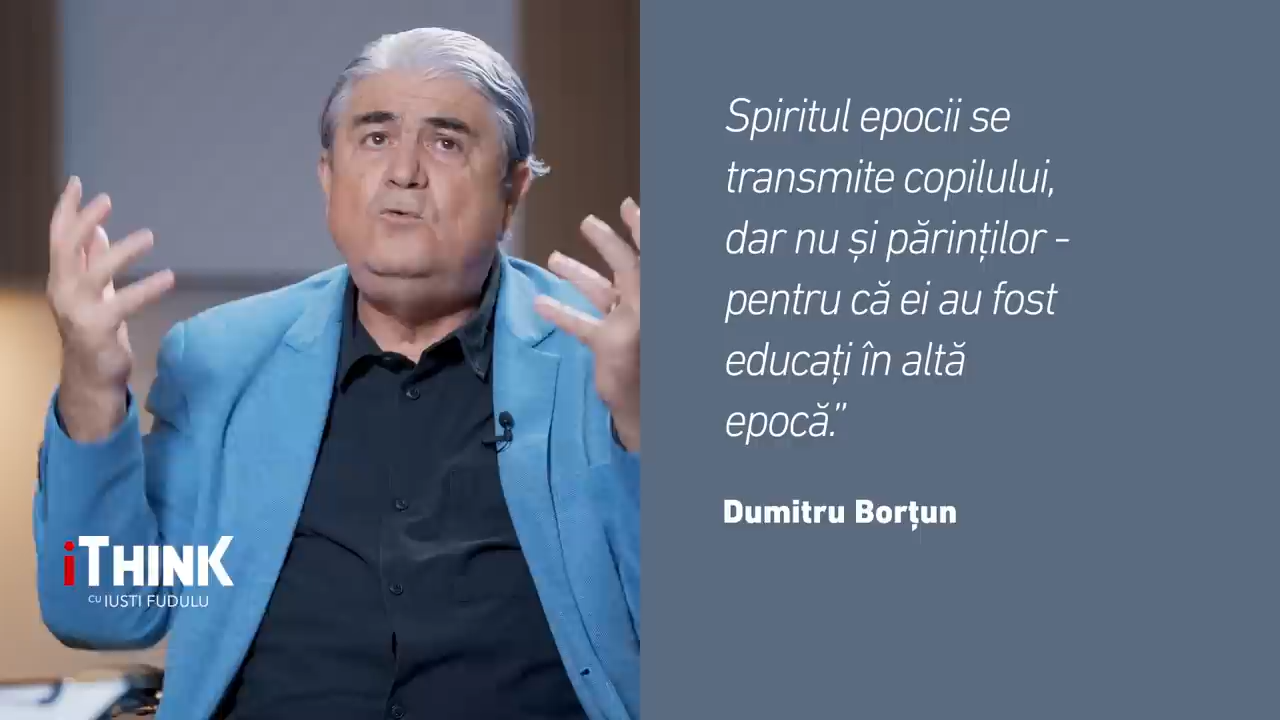 Spiritul epocii se
transmite copilului,
dar nu și părinților -
pentru că ei au fost
educați în altă
epocă.”
Dumitru Borțun
iTHINK
CU IUSTI FUDULU